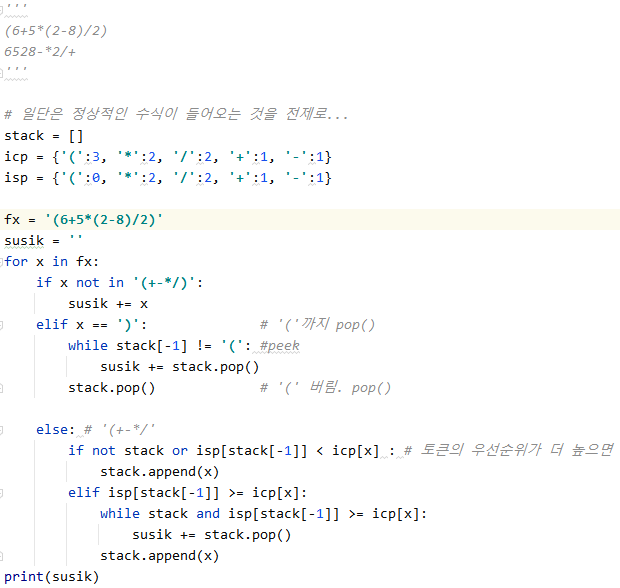 '''
(6+5*(2-8)/2)
6528-*2/+
'''
# 일단은 정상적인 수식이 들어오는 것을 전제로...
stack = []
icp = {'(':3, '*':2, '/':2, '+':1, '-':1}
isp = {'(':0, '*':2, '/':2, '+':1, '-':1}
fx = '(6+5*(2-8)/2)'
susik = ''
for x in fx:
    if x not in '(+-*/)':
        susik += x
    elif x == ')':              # '('까지 pop()
        while stack[-1] != '(': #peek
            susik += stack.pop()
        stack.pop()             # '(' 버림. pop()
    else: # '(+-*/'
        if not stack or isp[stack[-1]] < icp[x] : # 토큰의 우선순위가 더 높으면
            stack.append(x)
        elif isp[stack[-1]] >= icp[x]:
            while stack and isp[stack[-1]] >= icp[x]:
                susik += stack.pop()
            stack.append(x)
print(susik)